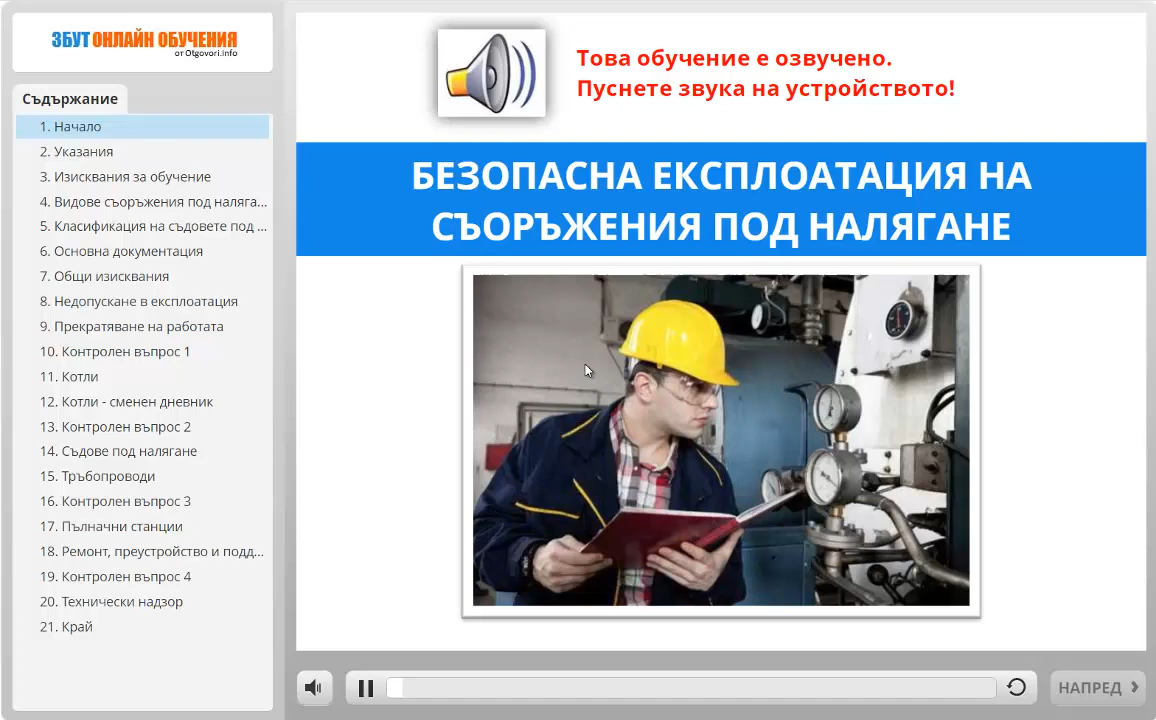 ЗБУТ ОНЛАЙН ОБУЧЕНИЯ
от Otgovori.Info
Съдържание
1. Начало
2. Указания
3. Изисквания за обучение
4. Видове съоръжения под наляга...
5. Класификация на съдовете под ...
6. Основна документация
7. Общи изисквания
8. Недопускане в експлоатация
9. Прекратяване на работата
10. Контролен въпрос 1
11. Котли
12. Котли - сменен дневник
13. Контролен въпрос 2
14. Съдове под налягане
15. Тръбопроводи
16. Контролен въпрос 3
17. Пълначни станции
18. Ремонт, преустройство и подд...
19. Контролен въпрос 4
20. Технически надзор
21. Край
Това обучение е озвучено.
Пуснете звука на устройството!
БЕЗОПАСНА ЕКСПЛОАТАЦИЯ НА
СЪОРЪЖЕНИЯ ПОД НАЛЯГАНЕ
НАПРЕД